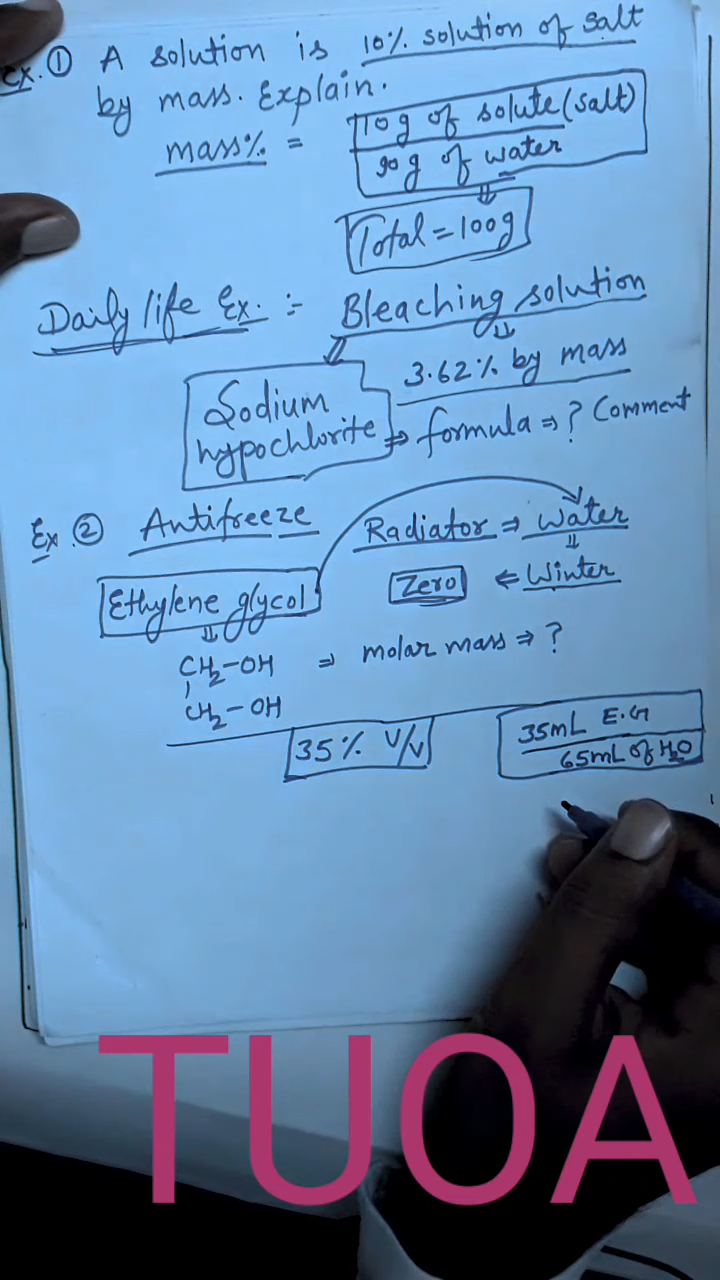 Ex. ① A solution is 10% solution of salt
by mass. Explain.
mass% = 10g of solute (salt)
90g of water
⇓
Total = 100g
Daily life Ex. :- Bleaching solution
⇓
3.62% by mass
Sodium
hypochlorite ⇒ formula ⇒ ? Comment
Ex. ② Antifreeze Radiator ⇒ Water
⇓
Zero ⇐ Winter
Ethylene glycol
⇓
CH2-OH ⇒ molar mass ⇒ ?
CH2-OH
35% V/V 35mL E.G
65mL of H2O
TUOA